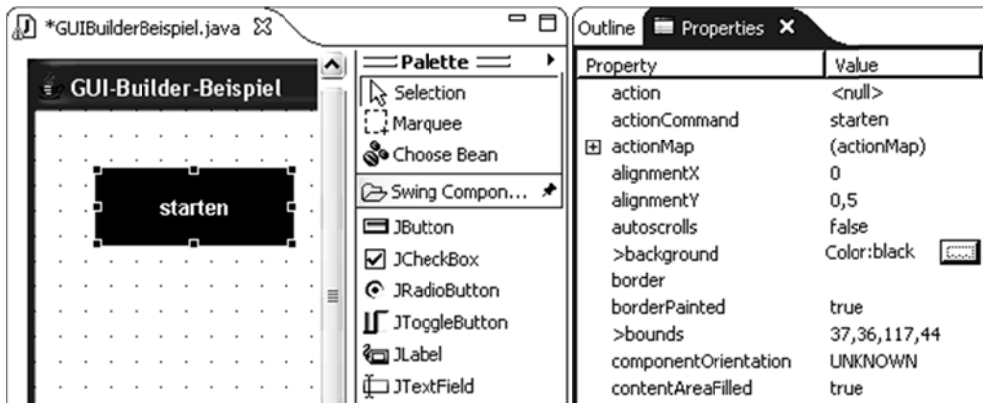 *GUIBuilderBeispiel.java
GUI-Builder-Beispiel
starten
Palette
Selection
Marquee
Choose Bean
Swing Compon...
JButton
JCheckBox
JRadioButton
JToggleButton
JLabel
JTextField
Outline Properties
Property Value
action <null>
actionCommand starten
actionMap (actionMap)
alignmentX 0
alignmentY 0,5
autoscrolls false
>background Color:black
border
borderPainted true
>bounds 37,36,117,44
componentOrientation UNKNOWN
contentAreaFilled true